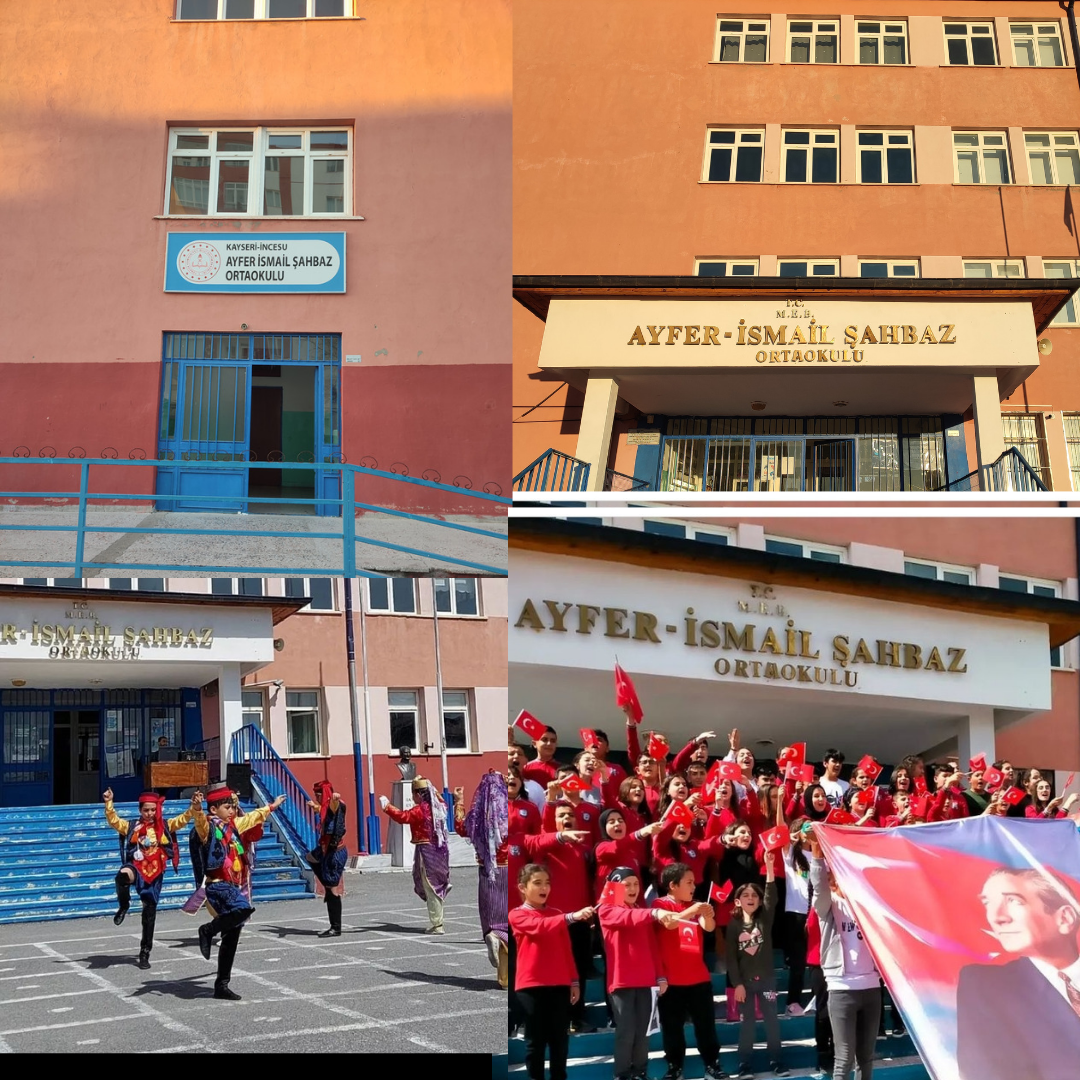 KAYSERİ-İNCESU
AYFER İSMAİL ŞAHBAZ
ORTAOKULU
T.C.
M.E.B.
AYFER-İSMAİL ŞAHBAZ
ORTAOKULU
T.C.
M.E.B.
R-İSMAİL ŞAHBAZ
ORTAOKULU
T.C.
M.E.B.
AYFER-İSMAİL ŞAHBAZ
ORTAOKULU